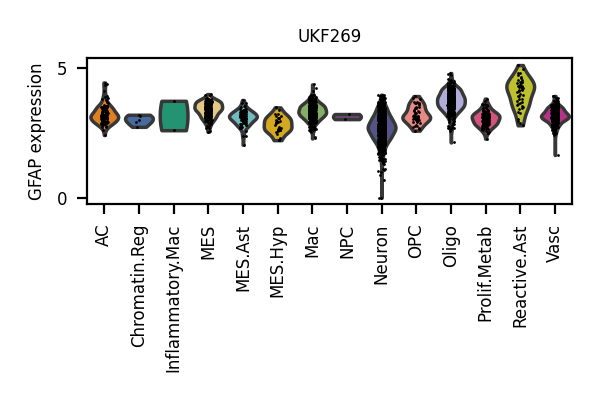 UKF269
GFAP expression
5
0
AC
Chromatin.Reg
Inflammatory.Mac
MES
MES.Ast
MES.Hyp
Mac
NPC
Neuron
OPC
Oligo
Prolif.Metab
Reactive.Ast
Vasc